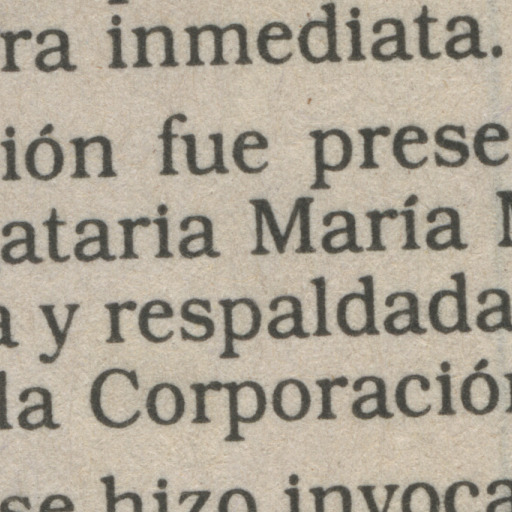 ra inmediata.
ión fue prese
ataria María
a y respaldada
la Corporación
se hizo invoca